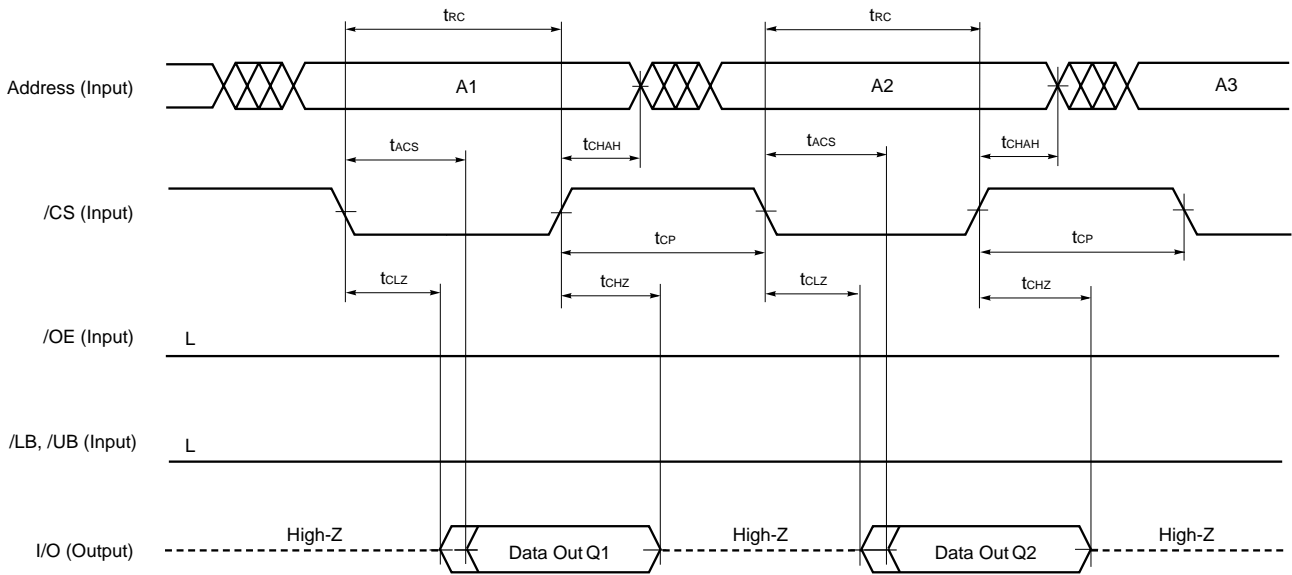 tRC tRC
Address (Input) A1 A2 A3
tACS tCHAH tACS tCHAH
/CS (Input)
tCP tCP
tCLZ tCHZ tCLZ tCHZ
/OE (Input) L
/LB, /UB (Input) L
I/O (Output) High-Z Data Out Q1 High-Z Data Out Q2 High-Z